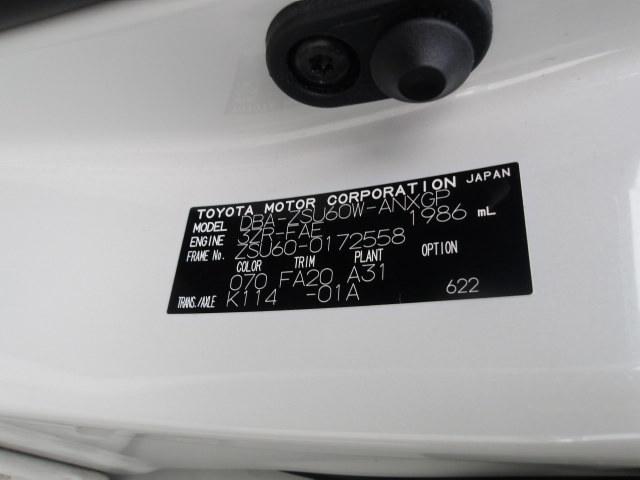 TOYOTA MOTOR CORPORATION JAPAN
MODEL DBA-ZSU60W-ANXGP
ENGINE 3ZR-FAE 1986 mL
FRAME No. ZSU60-0172558
COLOR TRIM PLANT OPTION
070 FA20 A31
TRANS./AXLE K114 -01A 622